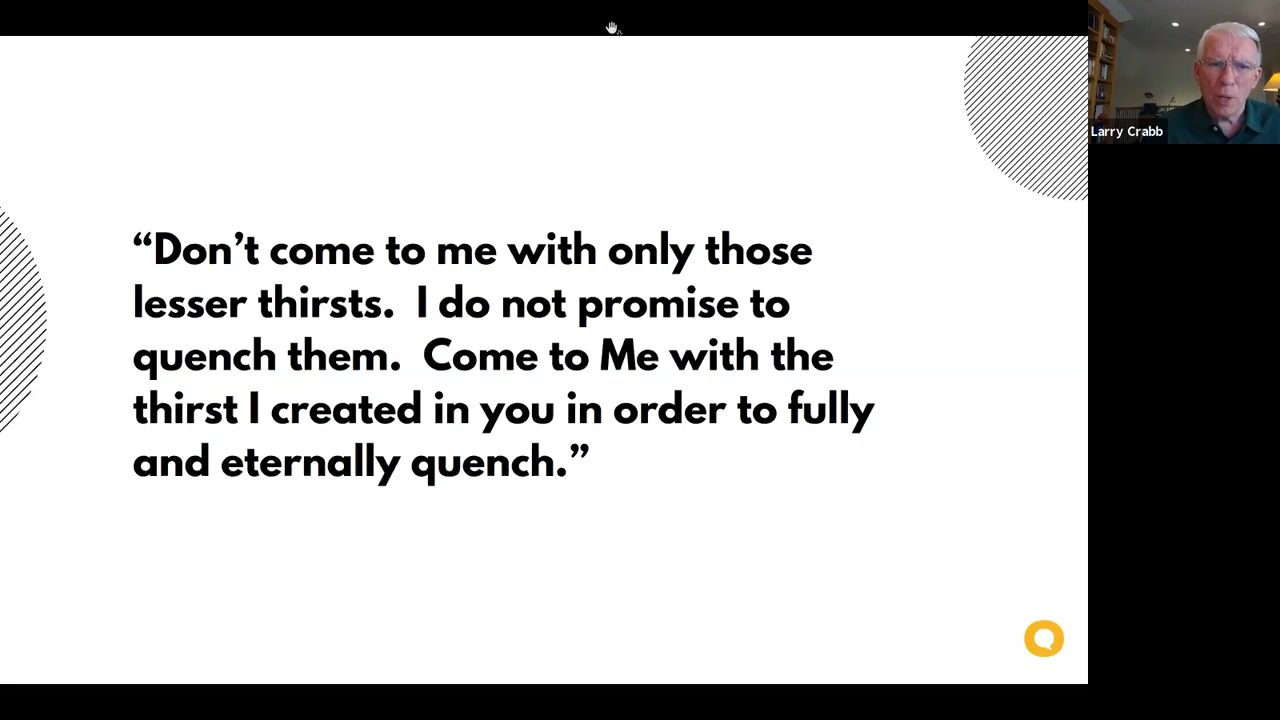 Larry Crabb
“Don’t come to me with only those
lesser thirsts.  I do not promise to
quench them.  Come to Me with the
thirst I created in you in order to fully
and eternally quench.”